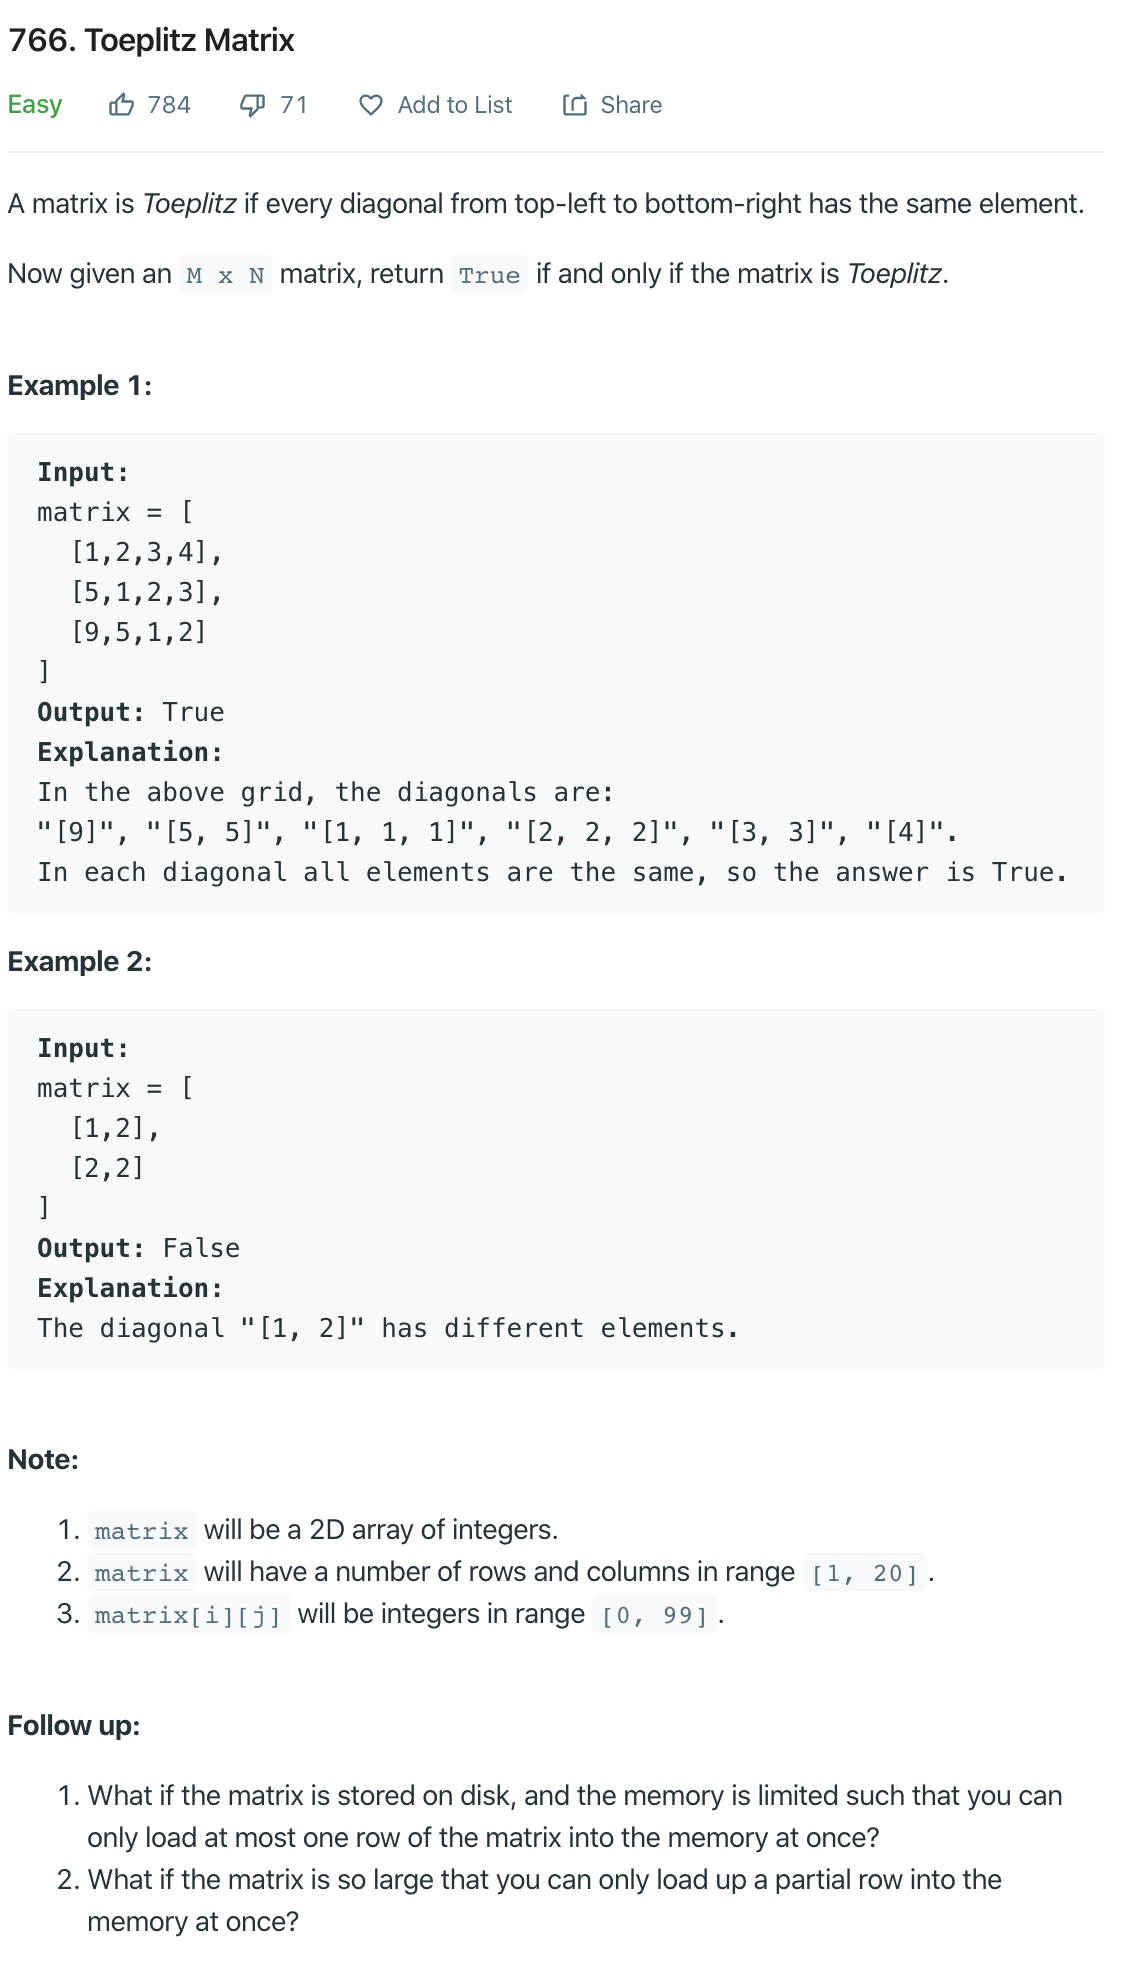 766. Toeplitz Matrix
Easy 784 71 Add to List Share
A matrix is Toeplitz if every diagonal from top-left to bottom-right has the same element.
Now given an M x N matrix, return True if and only if the matrix is Toeplitz.
Example 1:
Input:
matrix = [
  [1,2,3,4],
  [5,1,2,3],
  [9,5,1,2]
]
Output: True
Explanation:
In the above grid, the diagonals are:
"[9]", "[5, 5]", "[1, 1, 1]", "[2, 2, 2]", "[3, 3]", "[4]".
In each diagonal all elements are the same, so the answer is True.
Example 2:
Input:
matrix = [
  [1,2],
  [2,2]
]
Output: False
Explanation:
The diagonal "[1, 2]" has different elements.
Note:
1. matrix will be a 2D array of integers.
2. matrix will have a number of rows and columns in range [1, 20].
3. matrix[i][j] will be integers in range [0, 99].
Follow up:
1. What if the matrix is stored on disk, and the memory is limited such that you can
only load at most one row of the matrix into the memory at once?
2. What if the matrix is so large that you can only load up a partial row into the
memory at once?